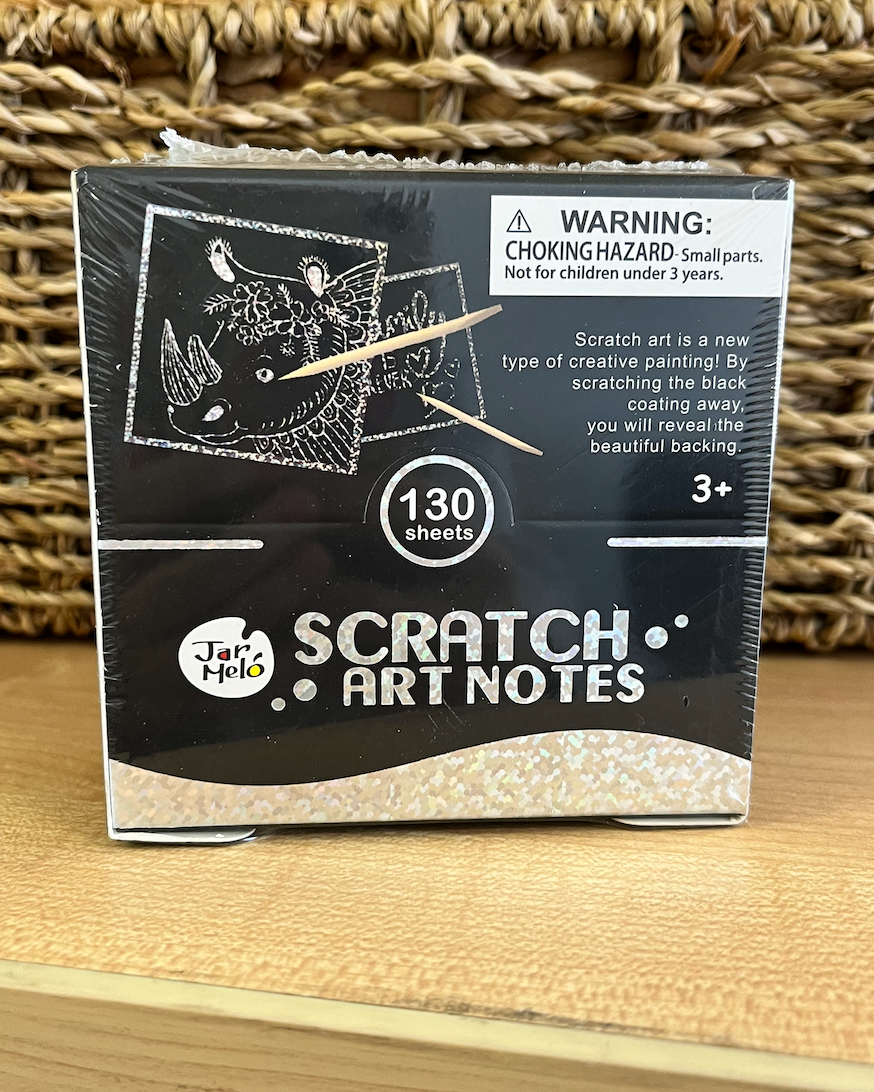 WARNING:
CHOKING HAZARD-Small parts.
Not for children under 3 years.
Scratch art is a new
type of creative painting! By
scratching the black
coating away,
you will reveal the
beautiful backing.
3+
130
sheets
Jar
Meló
SCRATCH
ART NOTES